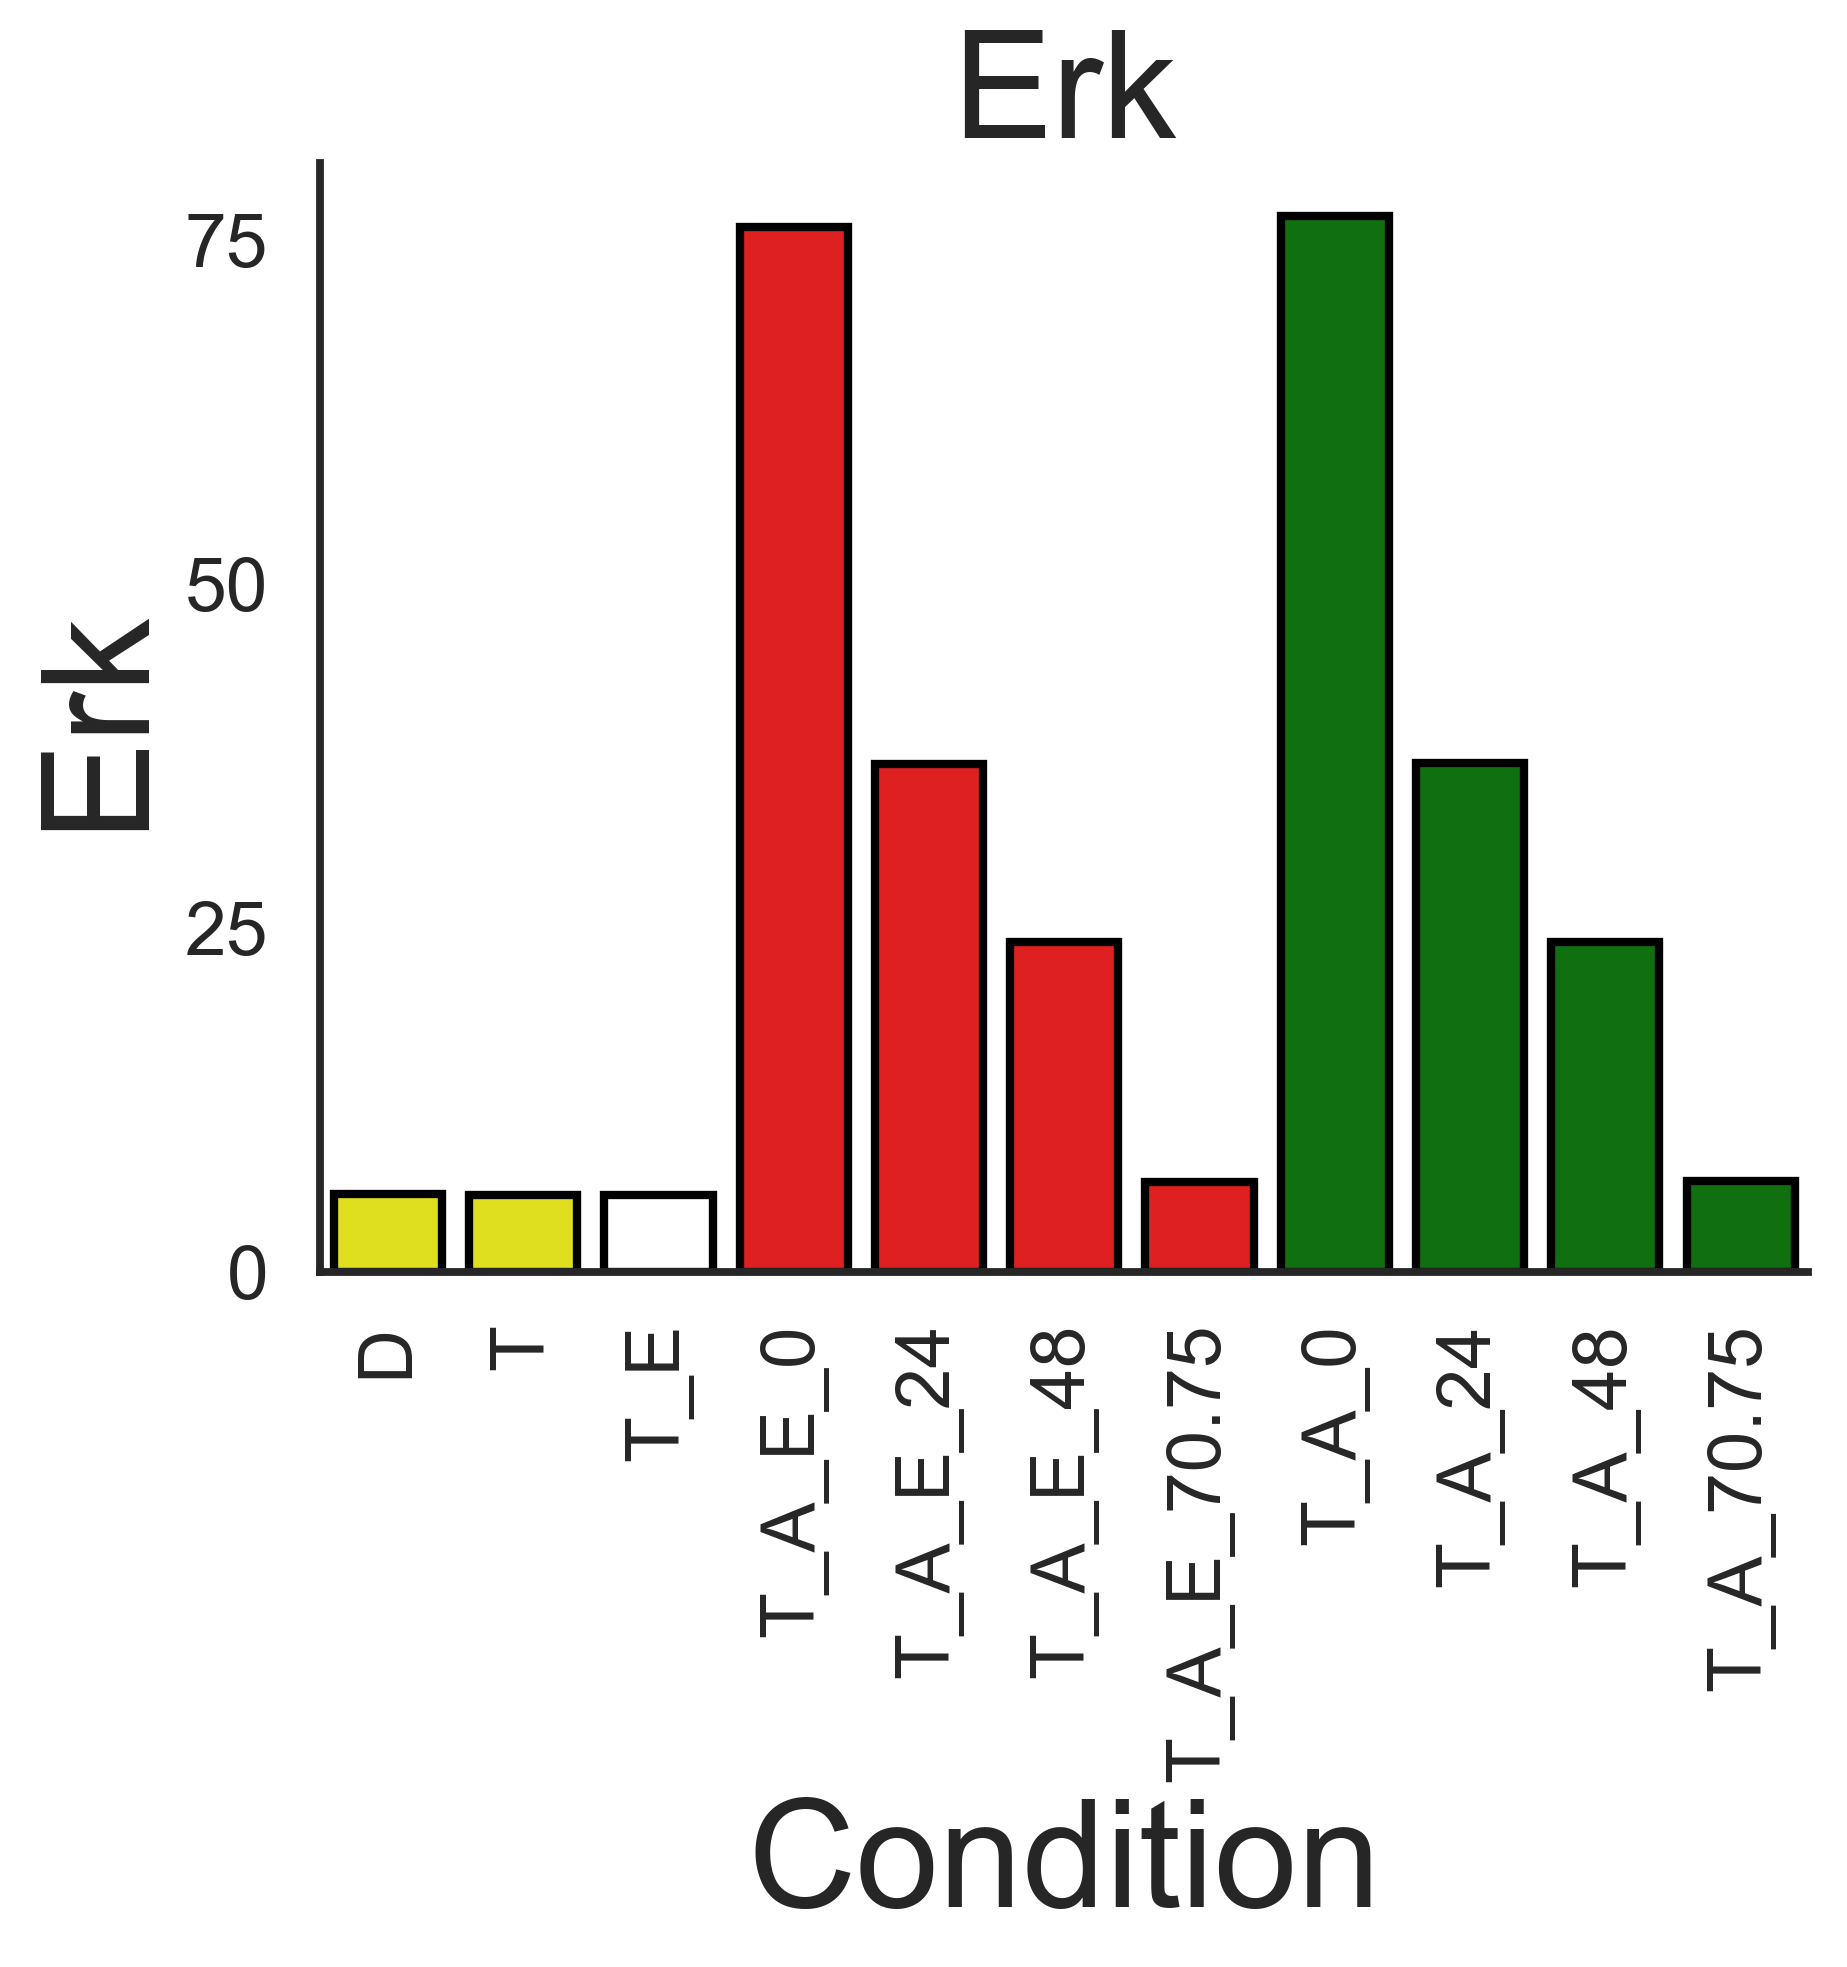 Erk
Erk
75
50
25
0
D
T
T_E
T_A_E_0
T_A_E_24
T_A_E_48
T_A_E_70.75
T_A_0
T_A_24
T_A_48
T_A_70.75
Condition